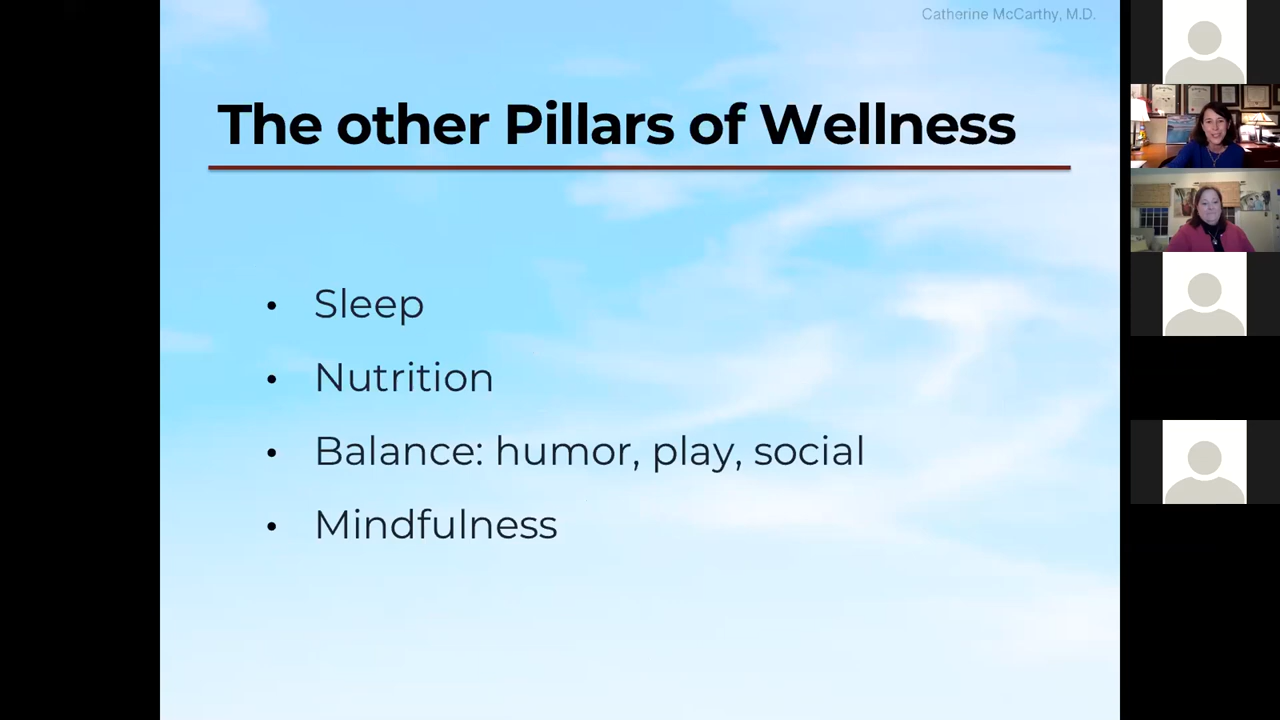 Catherine McCarthy, M.D.
The other Pillars of Wellness
• Sleep
• Nutrition
• Balance: humor, play, social
• Mindfulness